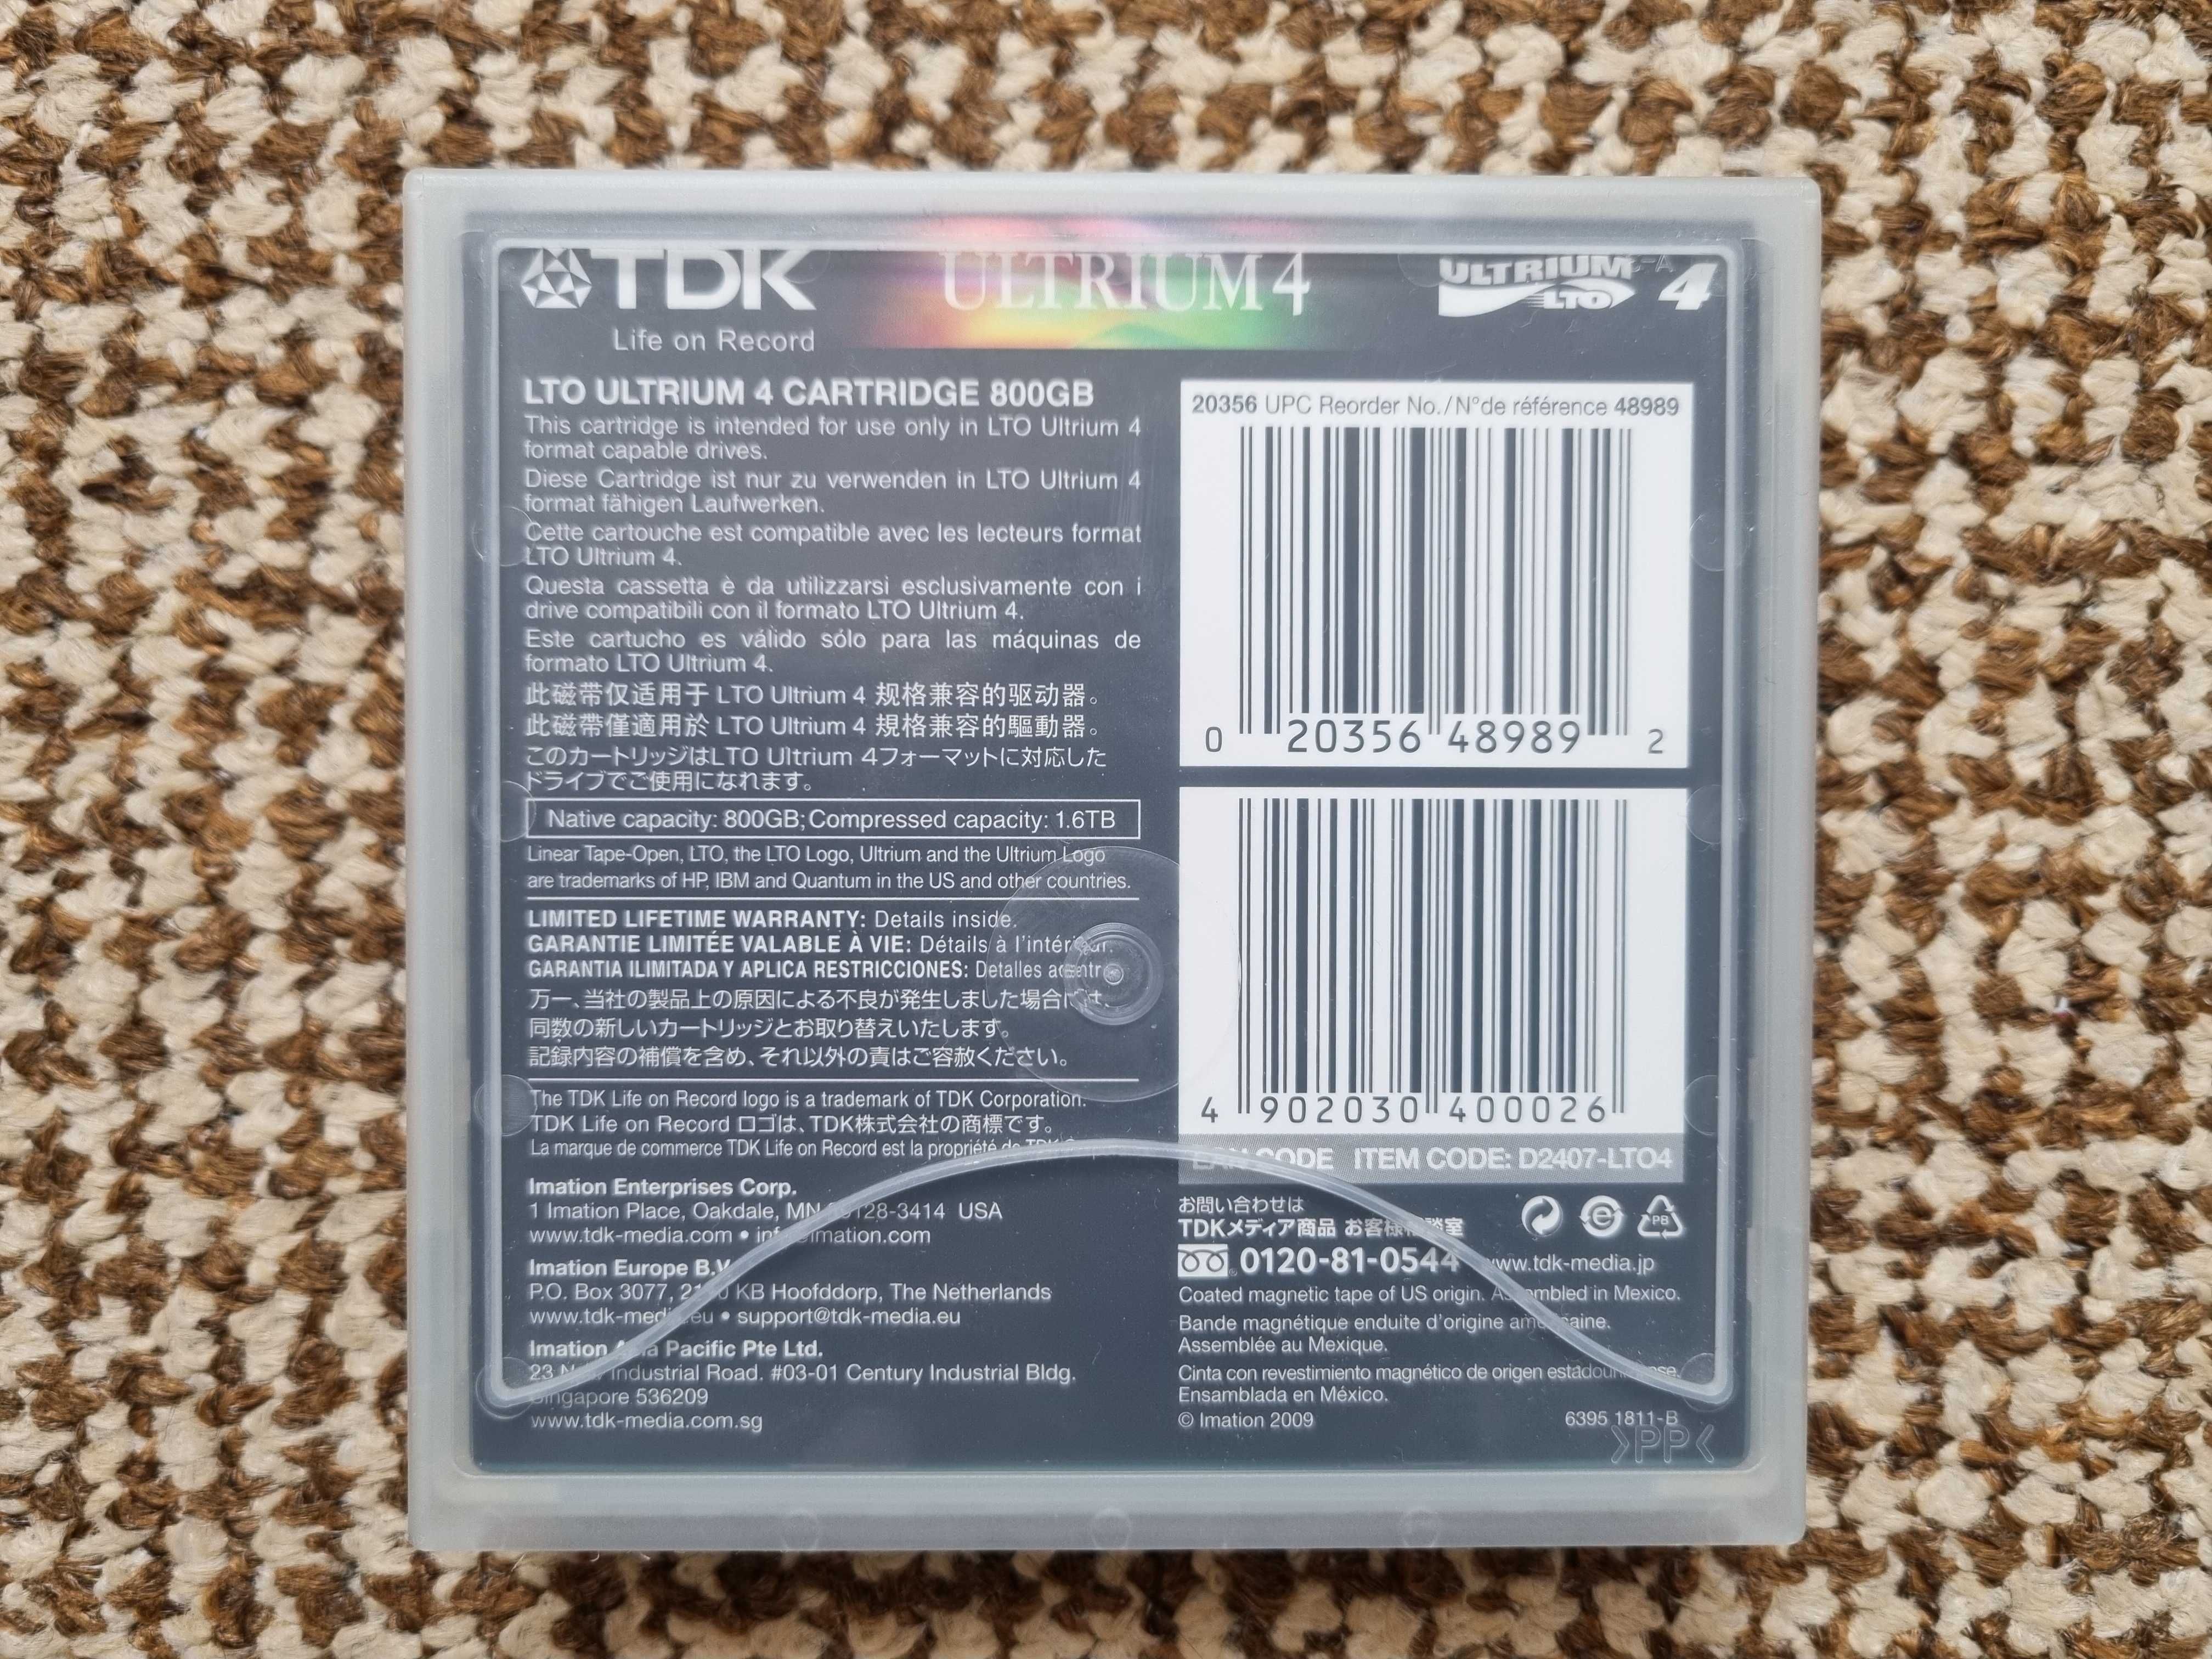 TDK
Life on Record
ULTRIUM 4
ULTRIUM
LTO 4
LTO ULTRIUM 4 CARTRIDGE 800GB
This cartridge is intended for use only in LTO Ultrium 4
format capable drives.
Diese Cartridge ist nur zu verwenden in LTO Ultrium 4
format fähigen Laufwerken.
Cette cartouche est compatible avec les lecteurs format
LTO Ultrium 4.
Questa cassetta è da utilizzarsi esclusivamente con i
drive compatibili con il formato LTO Ultrium 4.
Este cartucho es válido sólo para las máquinas de
formato LTO Ultrium 4.
此磁带仅适用于 LTO Ultrium 4 规格兼容的驱动器。
此磁帶僅適用於 LTO Ultrium 4 規格兼容的驅動器。
このカートリッジはLTO Ultrium 4フォーマットに対応した
ドライブでご使用になれます。
Native capacity: 800GB; Compressed capacity: 1.6TB
Linear Tape-Open, LTO, the LTO Logo, Ultrium and the Ultrium Logo
are trademarks of HP, IBM and Quantum in the US and other countries.
LIMITED LIFETIME WARRANTY: Details inside.
GARANTIE LIMITÉE VALABLE À VIE: Détails à l'intérieur.
GARANTIA ILIMITADA Y APLICA RESTRICCIONES: Detalles
万一、当社の製品上の原因による不良が発生しました場合には、
同数の新しいカートリッジとお取り替えいたします。
記録内容の補償を含め、それ以外の責はご容赦ください。
The TDK Life on Record logo is a trademark of TDK Corporation.
TDK Life on Record ロゴは、TDK株式会社の商標です。
La marque de commerce TDK Life on Record est la propriété de TDK
Imation Enterprises Corp.
1 Imation Place, Oakdale, MN USA
www.tdk-media.com • info@imation.com
Imation Europe B.V.
P.O. Box 3077, KB Hoofddorp, The Netherlands
www.tdk-media.eu • support@tdk-media.eu
Imation Asia Pacific Pte Ltd.
23 Industrial Road. #03-01 Century Industrial Bldg.
Singapore 536209
www.tdk-media.com.sg
20356 UPC Reorder No./N°de référence 48989
0 20356 48989 2
4 902030 400026
EAN CODE ITEM CODE: D2407-LTO4
お問い合わせは
TDKメディア商品 お客様相談室
PB
0120-81-0544 www.tdk-media.jp
Coated magnetic tape of US origin. Assembled in Mexico.
Bande magnétique enduite d'origine américaine.
Assemblée au Mexique.
Cinta con revestimiento magnético de origen estadounidense.
Ensamblada en México.
© Imation 2009 6395 1811-B
>PP<